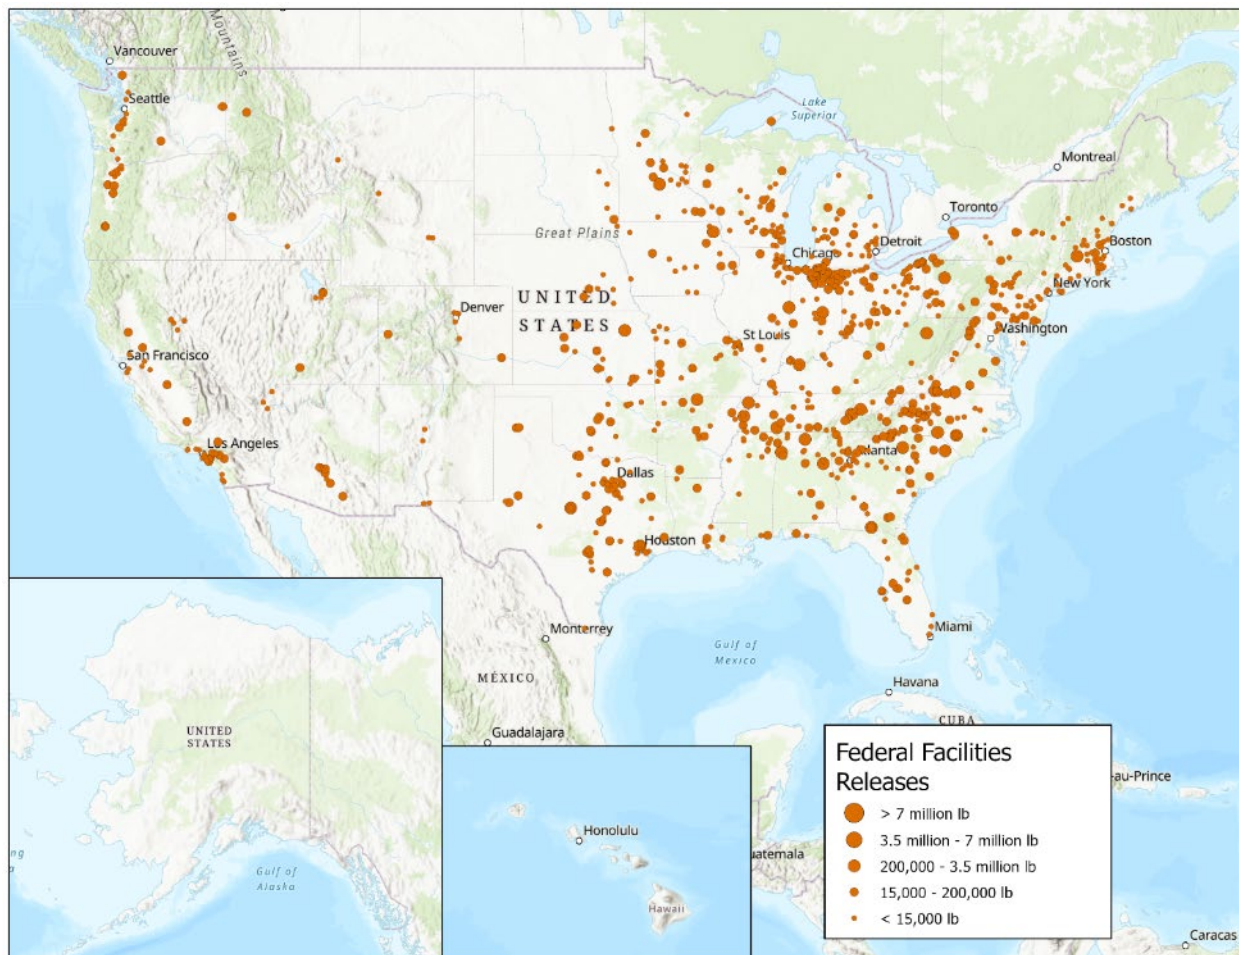 Vancouver
Mountains
Seattle
Lake
Superior
Montreal
Toronto
Great Plains
Chicago
Detroit
Boston
New York
UNITED
STATES
Denver
St Louis
Washington
San Francisco
Los Angeles
Atlanta
Dallas
Houston
Monterrey
Gulf of
Mexico
Miami
MÉXICO
Havana
CUBA
Guadalajara
UNITED
STATES
Gulf of
Alaska
Honolulu
Hawaii
Federal Facilities
Releases
> 7 million lb
3.5 million - 7 million lb
200,000 - 3.5 million lb
15,000 - 200,000 lb
< 15,000 lb
-au-Prince
uatemala
Caracas